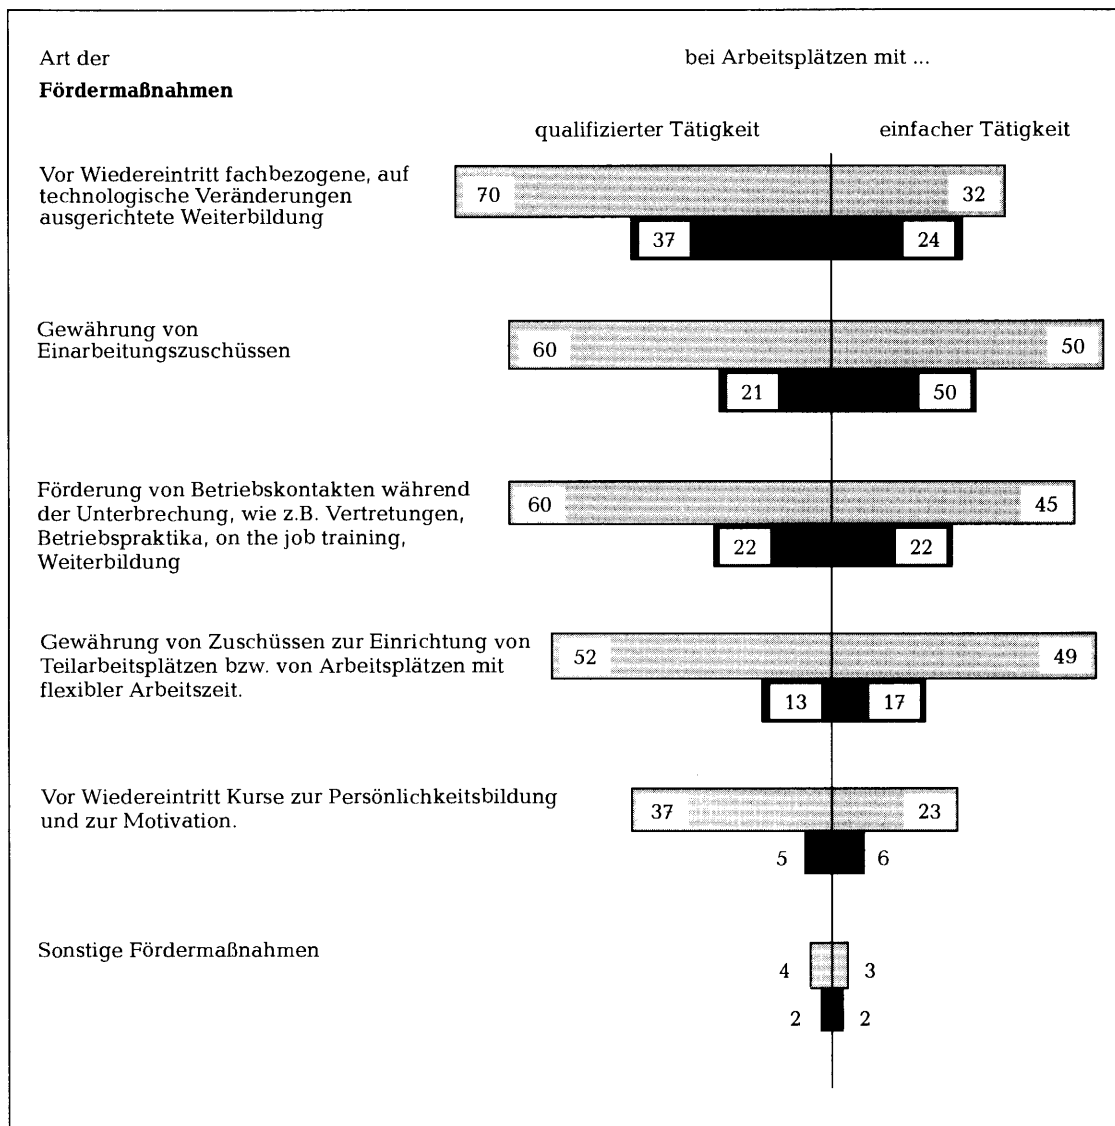 Art der
Fördermaßnahmen
bei Arbeitsplätzen mit ...
qualifizierter Tätigkeit
einfacher Tätigkeit
Vor Wiedereintritt fachbezogene, auf
technologische Veränderungen
ausgerichtete Weiterbildung
70
32
37
24
Gewährung von
Einarbeitungszuschüssen
60
50
21
50
Förderung von Betriebskontakten während
der Unterbrechung, wie z.B. Vertretungen,
Betriebspraktika, on the job training,
Weiterbildung
60
45
22
22
Gewährung von Zuschüssen zur Einrichtung von
Teilarbeitsplätzen bzw. von Arbeitsplätzen mit
flexibler Arbeitszeit.
52
49
13
17
Vor Wiedereintritt Kurse zur Persönlichkeitsbildung
und zur Motivation.
37
23
5
6
Sonstige Fördermaßnahmen
4
3
2
2